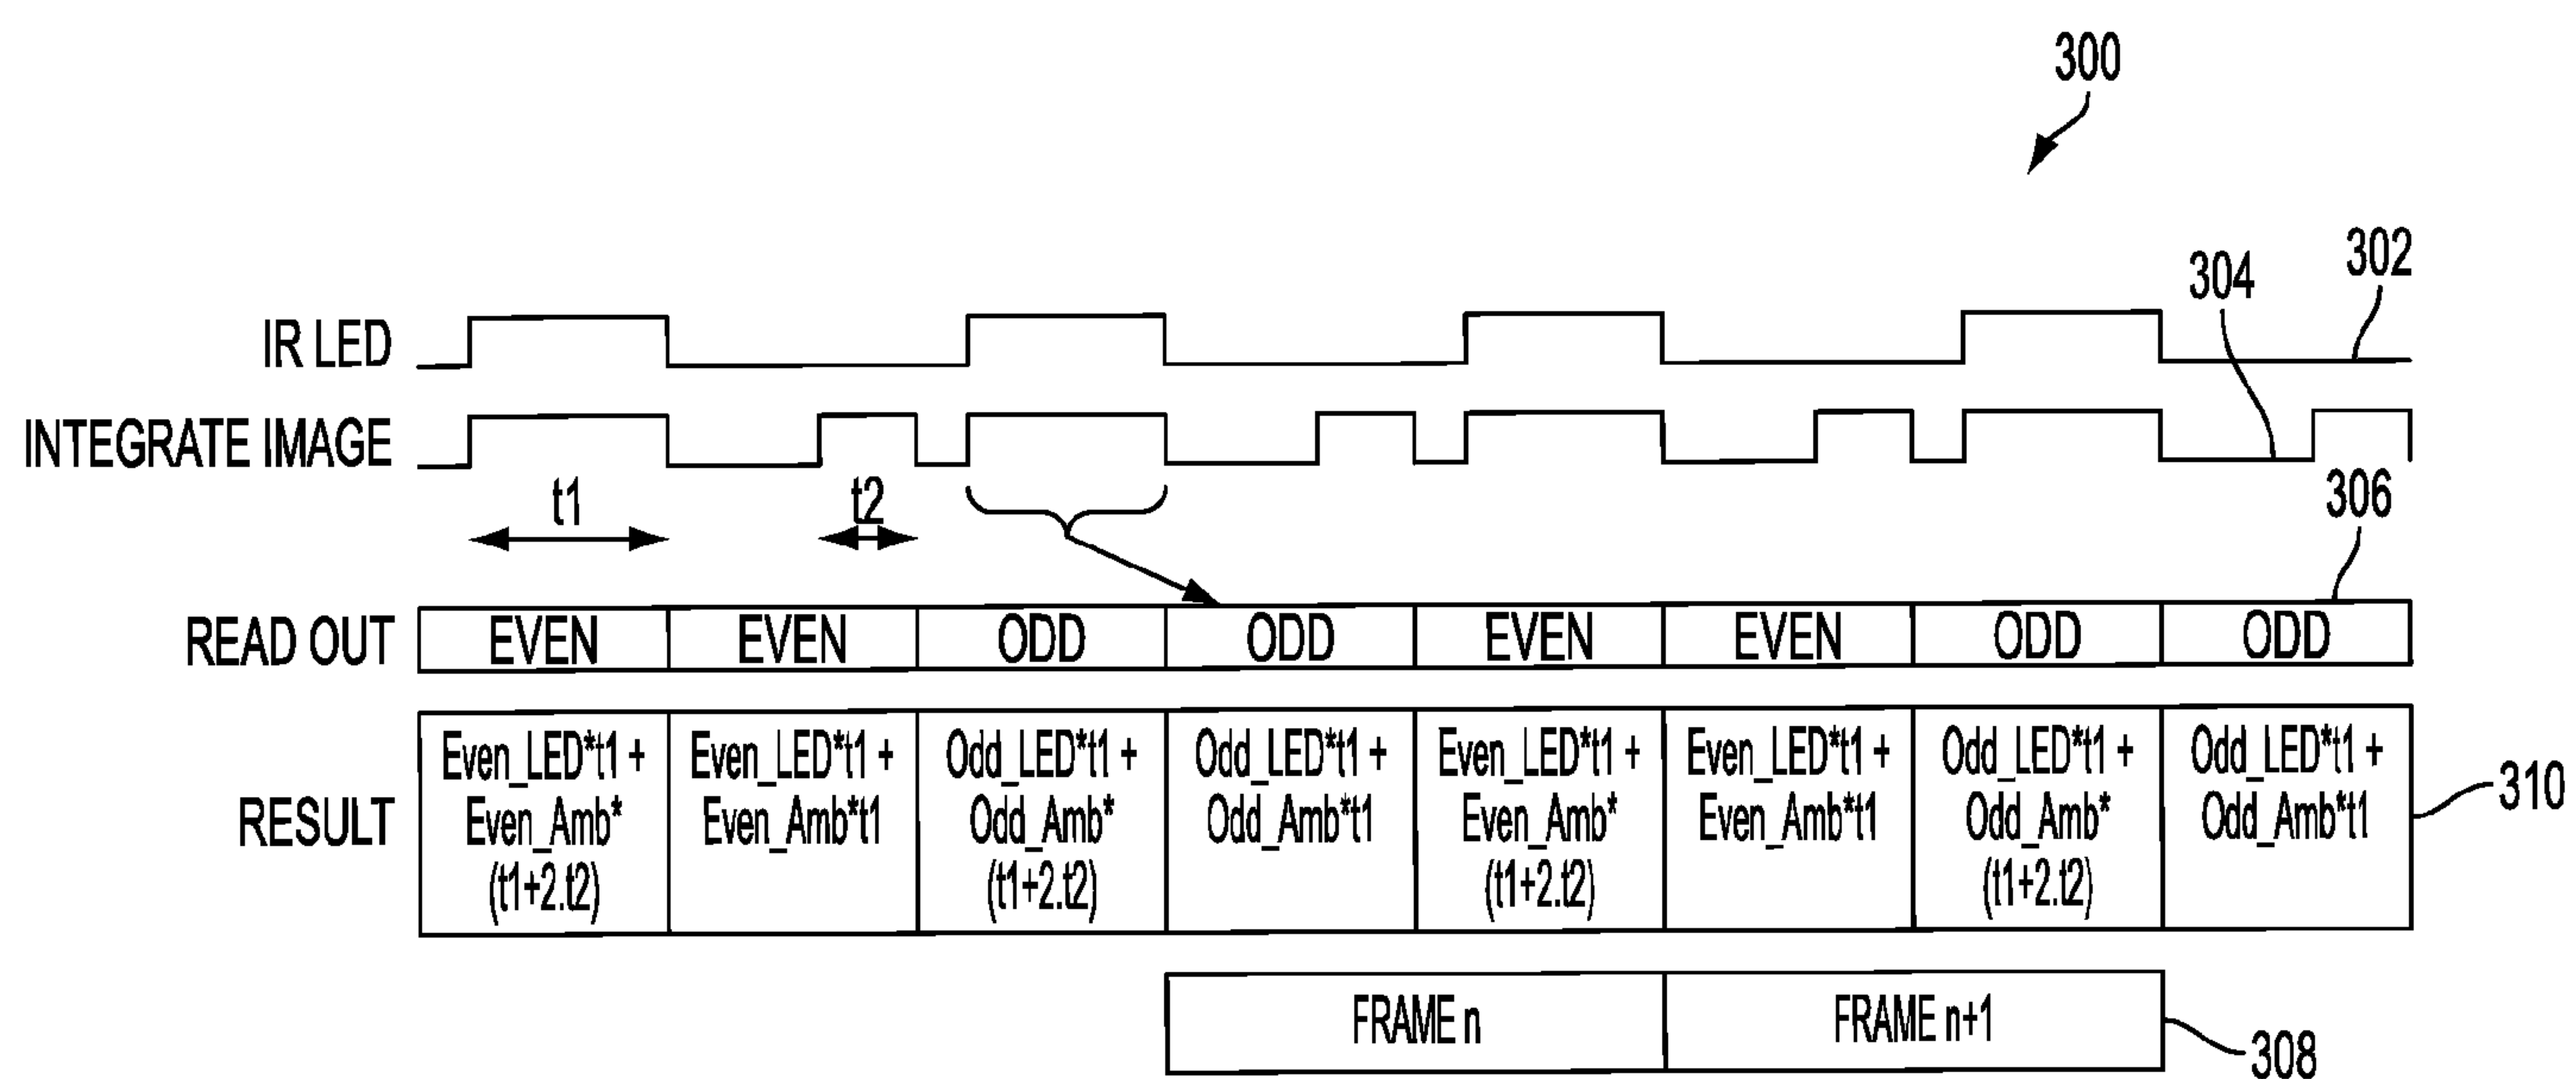 300
302
304
IR LED
INTEGRATE IMAGE
t1
t2
306
READ OUT
EVEN
EVEN
ODD
ODD
EVEN
EVEN
ODD
ODD
RESULT
Even_LED*t1 +
Even_Amb*
(t1+2.t2)
Even_LED*t1 +
Even_Amb*t1
Odd_LED*t1 +
Odd_Amb*
(t1+2.t2)
Odd_LED*t1 +
Odd_Amb*t1
Even_LED*t1 +
Even_Amb*
(t1+2.t2)
Even_LED*t1 +
Even_Amb*t1
Odd_LED*t1 +
Odd_Amb*
(t1+2.t2)
Odd_LED*t1 +
Odd_Amb*t1
310
FRAME n
FRAME n+1
308